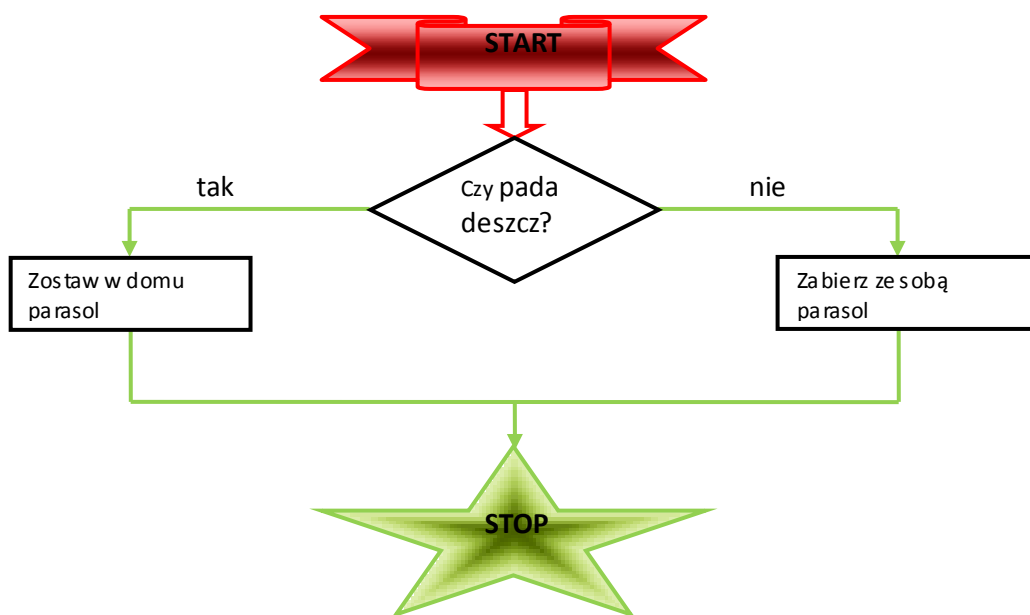 START
tak
Czy pada
deszcz?
nie
Zostaw w domu
parasol
Zabierz ze sobą
parasol
STOP